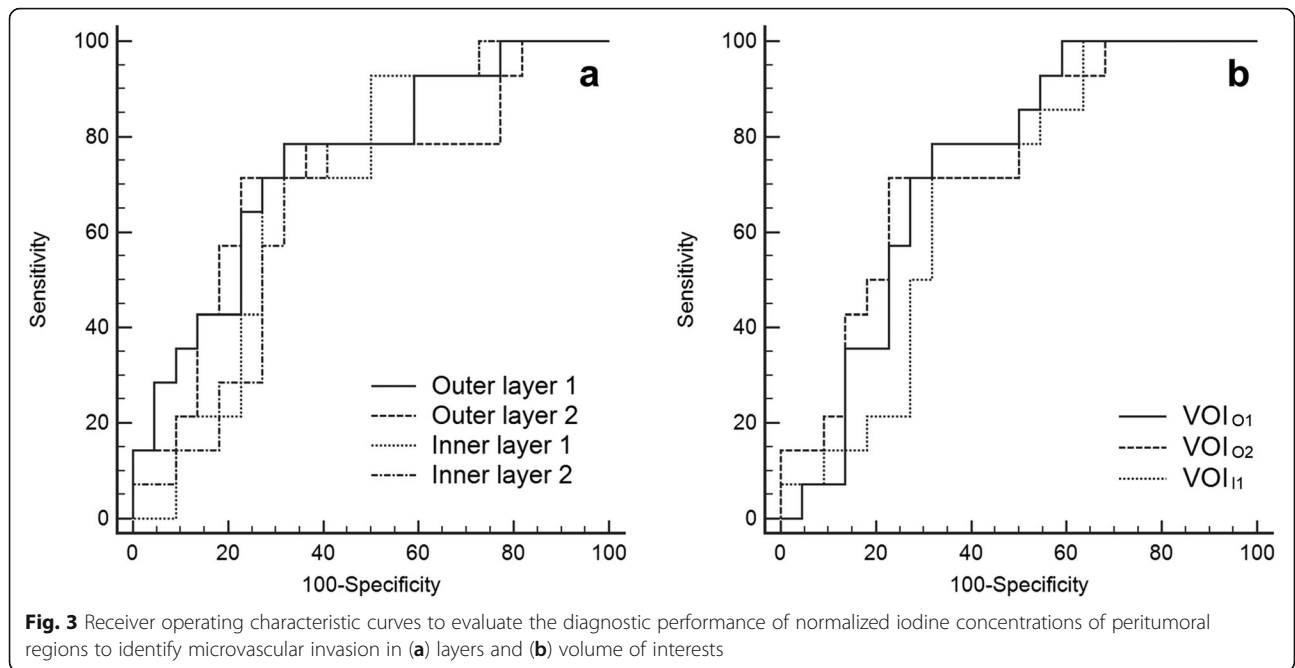 100
80
60
40
20
0
Sensitivity
a
Outer layer 1
Outer layer 2
Inner layer 1
Inner layer 2
0 20 40 60 80 100
100-Specificity
100
80
60
40
20
0
Sensitivity
b
VOI O1
VOI O2
VOI I1
0 20 40 60 80 100
100-Specificity
Fig. 3 Receiver operating characteristic curves to evaluate the diagnostic performance of normalized iodine concentrations of peritumoral
regions to identify microvascular invasion in (a) layers and (b) volume of interests